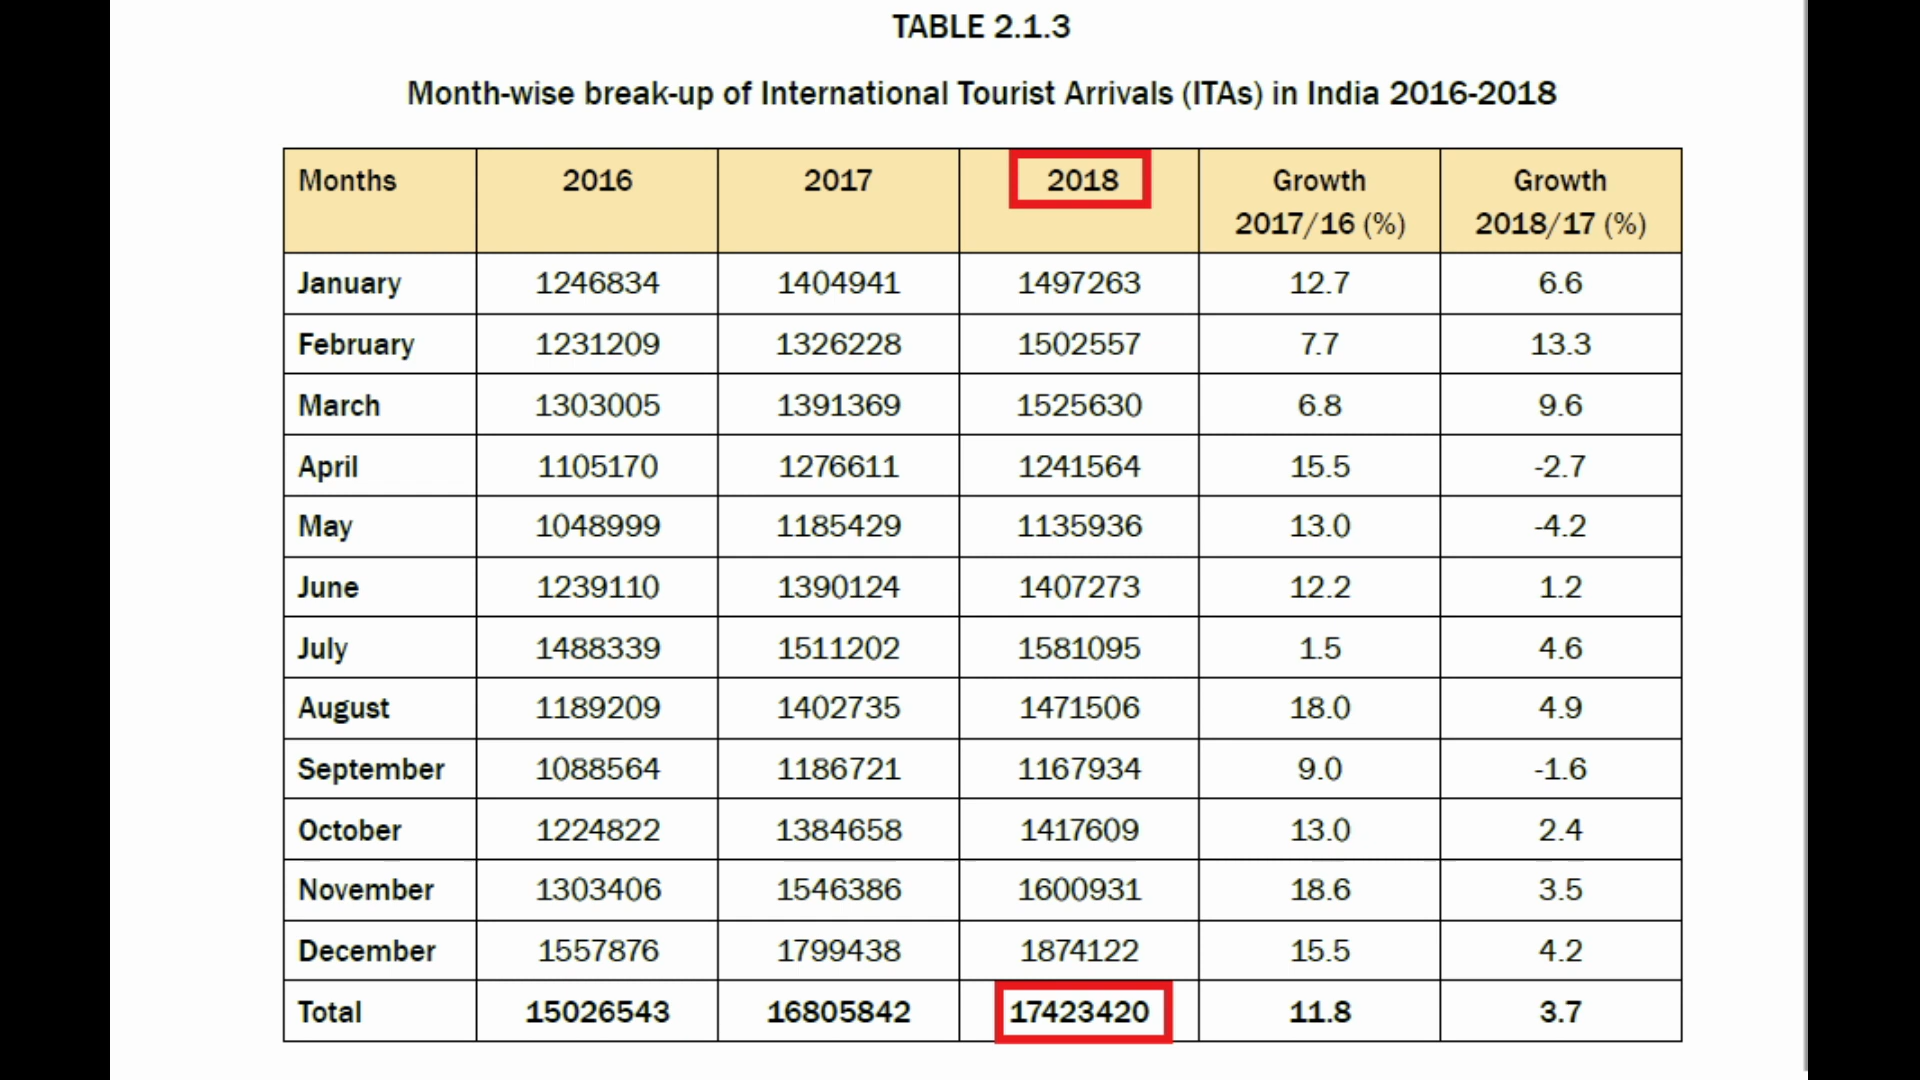 TABLE 2.1.3
Month-wise break-up of International Tourist Arrivals (ITAs) in India 2016-2018
Months 2016 2017 2018 Growth 2017/16 (%) Growth 2018/17 (%)
January 1246834 1404941 1497263 12.7 6.6
February 1231209 1326228 1502557 7.7 13.3
March 1303005 1391369 1525630 6.8 9.6
April 1105170 1276611 1241564 15.5 -2.7
May 1048999 1185429 1135936 13.0 -4.2
June 1239110 1390124 1407273 12.2 1.2
July 1488339 1511202 1581095 1.5 4.6
August 1189209 1402735 1471506 18.0 4.9
September 1088564 1186721 1167934 9.0 -1.6
October 1224822 1384658 1417609 13.0 2.4
November 1303406 1546386 1600931 18.6 3.5
December 1557876 1799438 1874122 15.5 4.2
Total 15026543 16805842 17423420 11.8 3.7